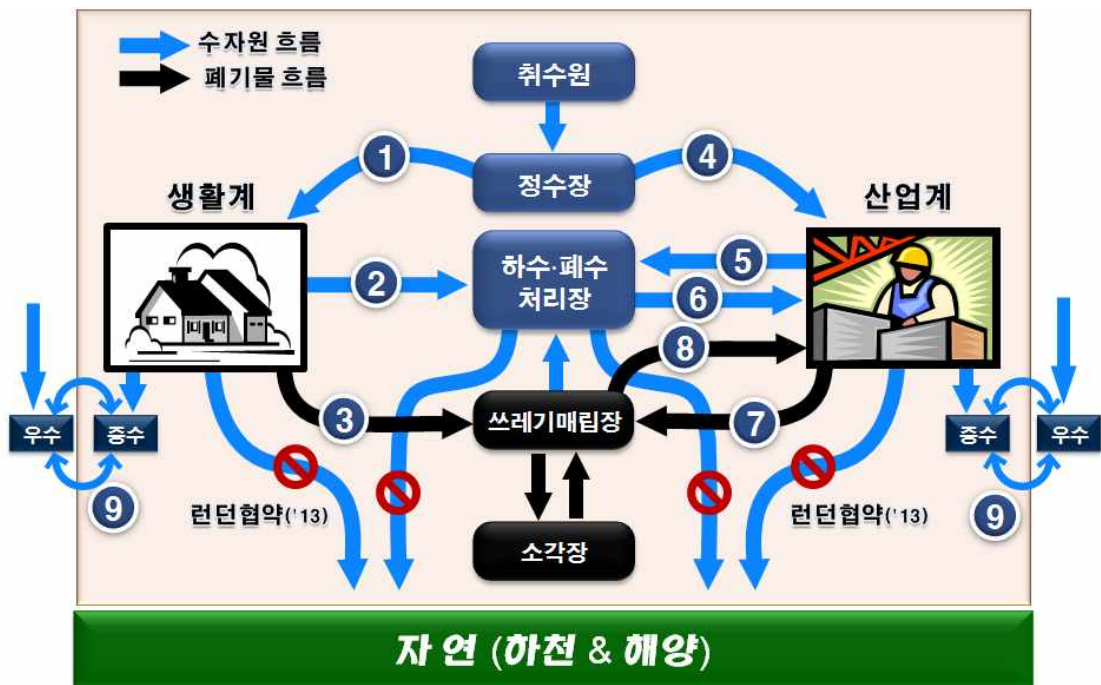 수자원 흐름
폐기물 흐름
취수원
1
4
정수장
생활계
산업계
하수·폐수
처리장
2
5
6
8
3
쓰레기매립장
7
우수
중수
중수
우수
9
9
런던협약('13)
런던협약('13)
소각장
자연 (하천 & 해양)